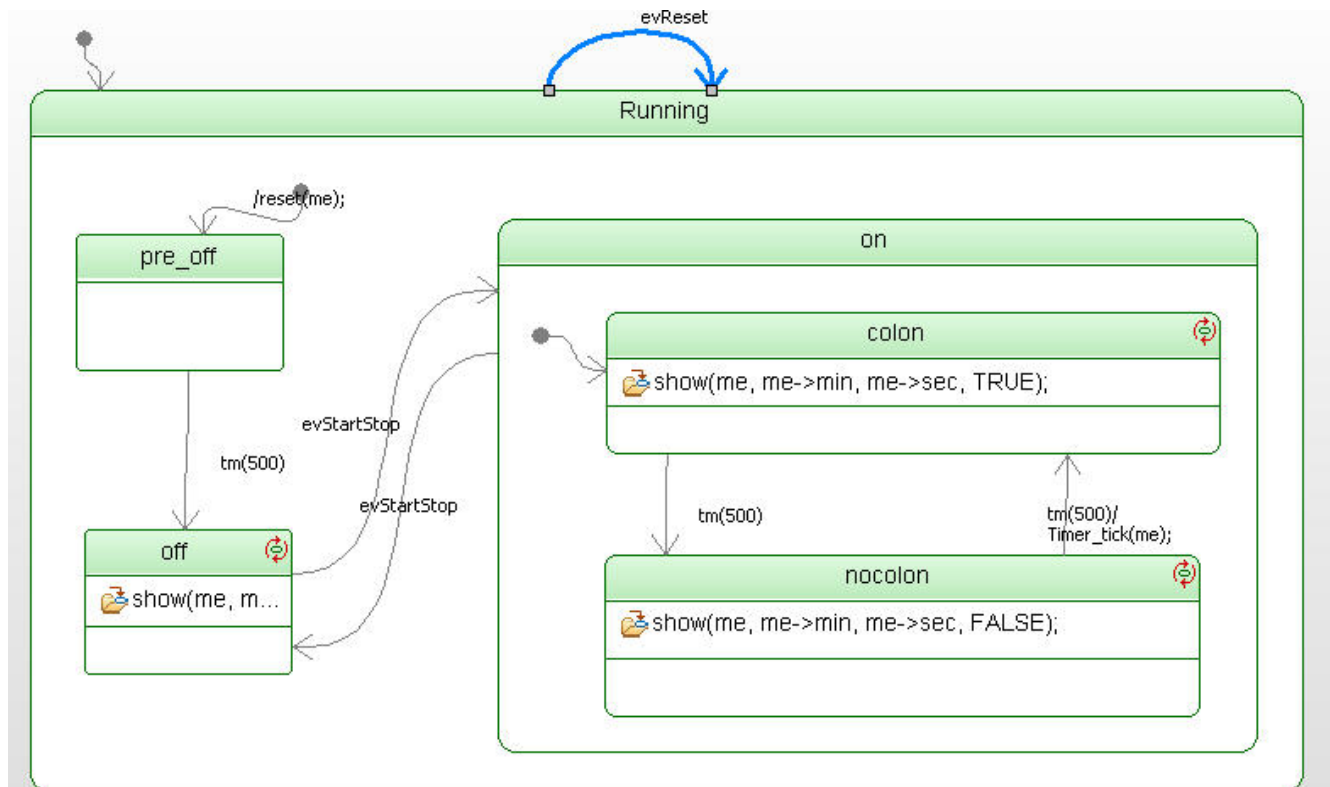 evReset
Running
/reset(me);
pre_off
on
colon
show(me, me->min, me->sec, TRUE);
evStartStop
tm(500)
evStartStop
tm(500)
tm(500)/
Timer_tick(me);
off
show(me, m...
nocolon
show(me, me->min, me->sec, FALSE);